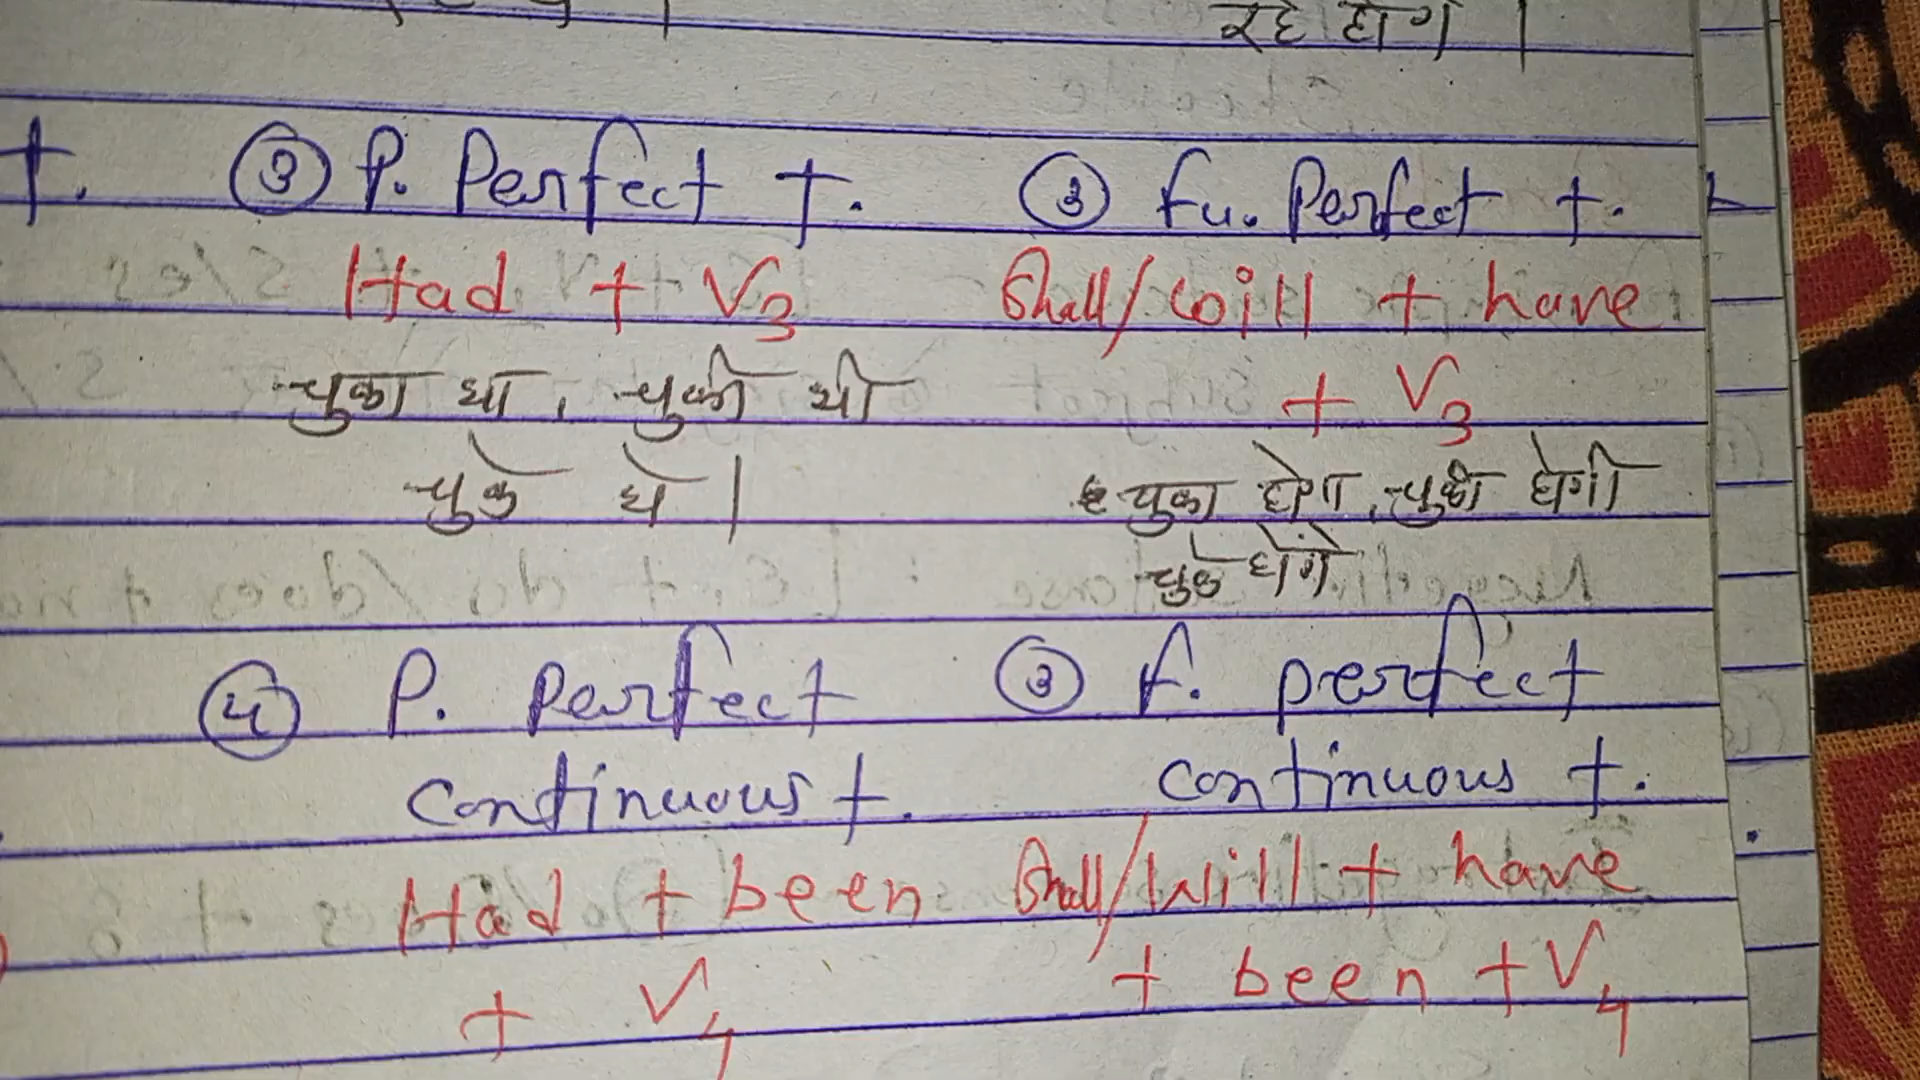 रहे होंगे ।
t. ③ P. Perfect T. ③ Fu. Perfect t.
Had + V3 Shall/will + have
+ V3
चुका था, चुकी थी
चुके थे । चुका होगा, चुकी होगी
चुके होंगे
④ P. Perfect ③ F. perfect
continuous t. continuous t.
Had + been Shall/Will + have
+ V4 + been + V4